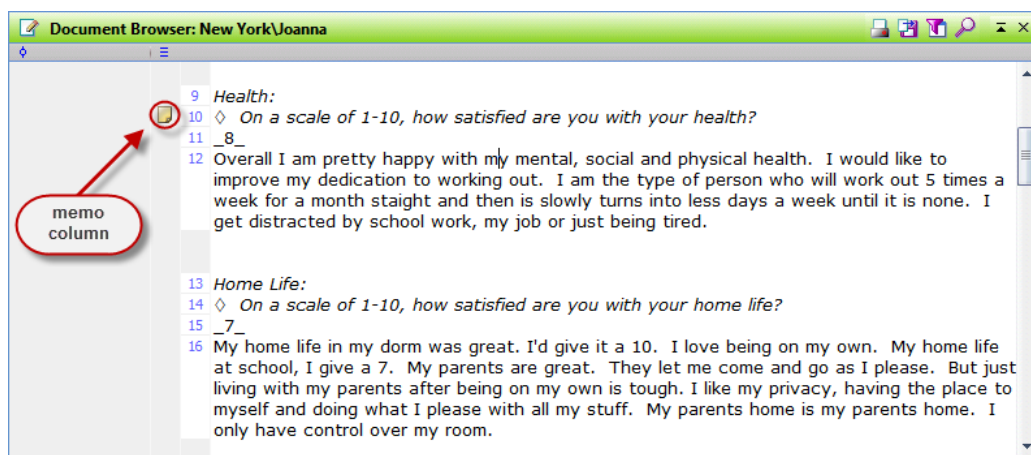 Document Browser: New York\Joanna
9 Health:
10 ◊ On a scale of 1-10, how satisfied are you with your health?
11 _8_
12 Overall I am pretty happy with my mental, social and physical health. I would like to
improve my dedication to working out. I am the type of person who will work out 5 times a
week for a month staight and then is slowly turns into less days a week until it is none. I
get distracted by school work, my job or just being tired.
memo
column
13 Home Life:
14 ◊ On a scale of 1-10, how satisfied are you with your home life?
15 _7_
16 My home life in my dorm was great. I'd give it a 10. I love being on my own. My home life
at school, I give a 7. My parents are great. They let me come and go as I please. But just
living with my parents after being on my own is tough. I like my privacy, having the place to
myself and doing what I please with all my stuff. My parents home is my parents home. I
only have control over my room.